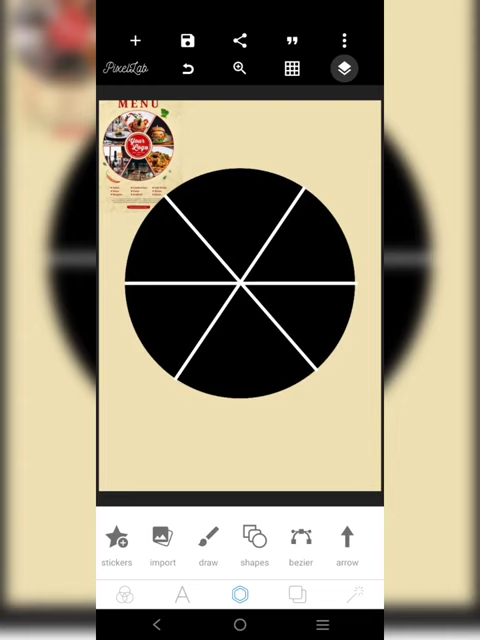 PixelLab
MENU
Your
Logo
stickers
import
draw
shapes
bezier
arrow